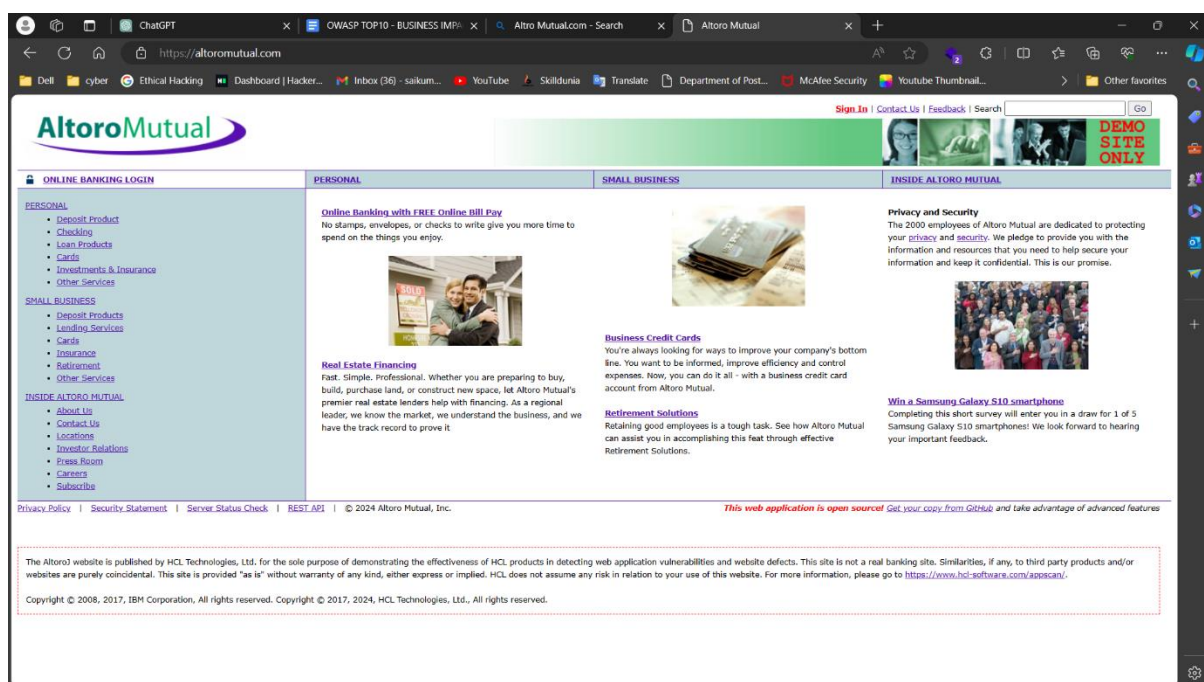 ChatGPT
OWASP TOP10 - BUSINESS IMPA
Altro Mutual.com - Search
Altoro Mutual
https://altoromutual.com
2
Dell
cyber
Ethical Hacking
Dashboard | Hacker...
Inbox (36) - saikum...
YouTube
Skilldunia
Translate
Department of Post...
McAfee Security
Youtube Thumbnail...
Other favorites
Sign In | Contact Us | Feedback | Search
Go
AltoroMutual
DEMO
SITE
ONLY
ONLINE BANKING LOGIN
PERSONAL
SMALL BUSINESS
INSIDE ALTORO MUTUAL
PERSONAL
Deposit Product
Checking
Loan Products
Cards
Investments & Insurance
Other Services
SMALL BUSINESS
Deposit Products
Lending Services
Cards
Insurance
Retirement
Other Services
INSIDE ALTORO MUTUAL
About Us
Contact Us
Locations
Investor Relations
Press Room
Careers
Subscribe
Online Banking with FREE Online Bill Pay
No stamps, envelopes, or checks to write give you more time to
spend on the things you enjoy.
SOLD
Real Estate Financing
Fast. Simple. Professional. Whether you are preparing to buy,
build, purchase land, or construct new space, let Altoro Mutual's
premier real estate lenders help with financing. As a regional
leader, we know the market, we understand the business, and we
have the track record to prove it
Business Credit Cards
You're always looking for ways to improve your company's bottom
line. You want to be informed, improve efficiency and control
expenses. Now, you can do it all - with a business credit card
account from Altoro Mutual.
Retirement Solutions
Retaining good employees is a tough task. See how Altoro Mutual
can assist you in accomplishing this feat through effective
Retirement Solutions.
Privacy and Security
The 2000 employees of Altoro Mutual are dedicated to protecting
your privacy and security. We pledge to provide you with the
information and resources that you need to help secure your
information and keep it confidential. This is our promise.
Win a Samsung Galaxy S10 smartphone
Completing this short survey will enter you in a draw for 1 of 5
Samsung Galaxy S10 smartphones! We look forward to hearing
your important feedback.
Privacy Policy | Security Statement | Server Status Check | REST API | © 2024 Altoro Mutual, Inc.
This web application is open source! Get your copy from GitHub and take advantage of advanced features
The AltoroJ website is published by HCL Technologies, Ltd. for the sole purpose of demonstrating the effectiveness of HCL products in detecting web application vulnerabilities and website defects. This site is not a real banking site. Similarities, if any, to third party products and/or
websites are purely coincidental. This site is provided "as is" without warranty of any kind, either express or implied. HCL does not assume any risk in relation to your use of this website. For more information, please go to https://www.hcl-software.com/appscan/.
Copyright © 2008, 2017, IBM Corporation, All rights reserved. Copyright © 2017, 2024, HCL Technologies, Ltd., All rights reserved.